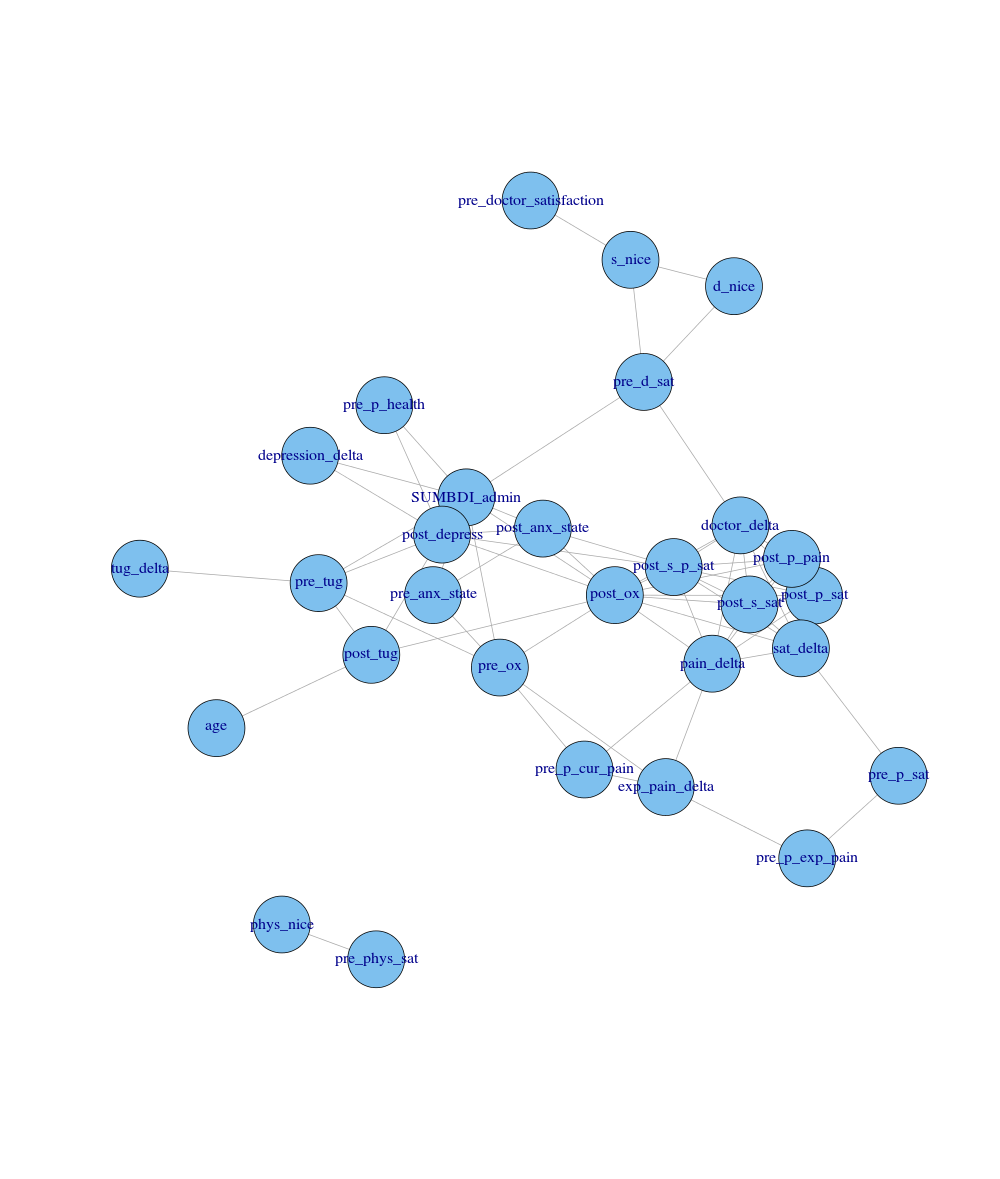 pre_doctor_satisfaction
s_nice
d_nice
pre_d_sat
pre_p_health
depression_delta
SUMBDI_admin
post_depress
post_anx_state
doctor_delta
post_p_pain
post_s_p_sat
tug_delta
pre_tug
pre_anx_state
post_ox
post_s_sat
post_p_sat
post_tug
pre_ox
pain_delta
sat_delta
age
pre_p_cur_pain
exp_pain_delta
pre_p_sat
pre_p_exp_pain
phys_nice
pre_phys_sat